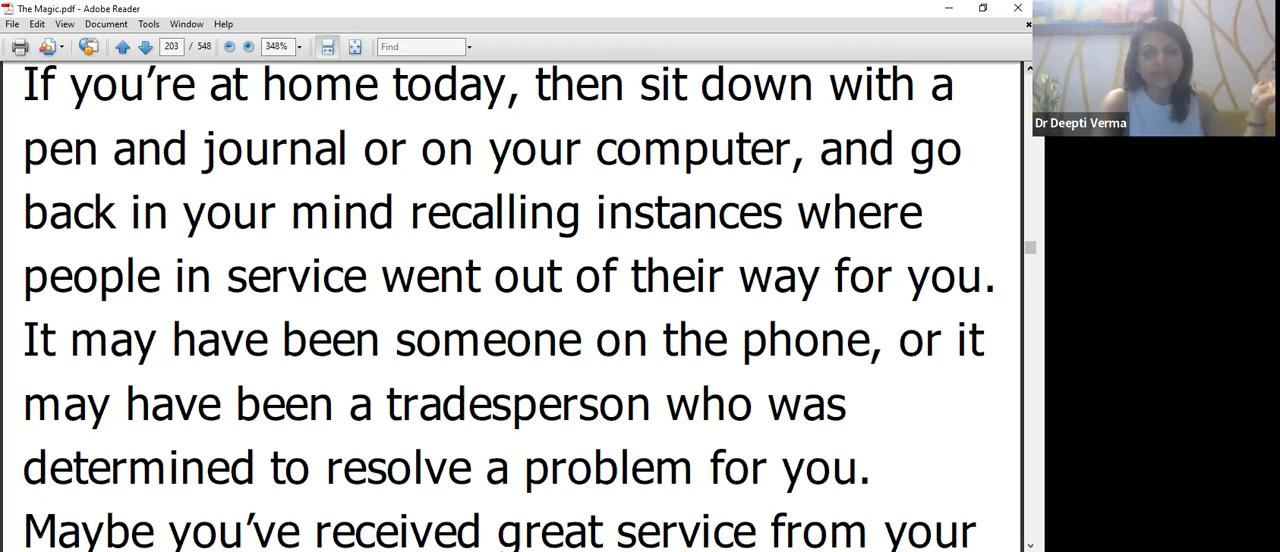 The Magic.pdf - Adobe Reader
File Edit View Document Tools Window Help
203 / 548 348% Find
If you’re at home today, then sit down with a
pen and journal or on your computer, and go
back in your mind recalling instances where
people in service went out of their way for you.
It may have been someone on the phone, or it
may have been a tradesperson who was
determined to resolve a problem for you.
Maybe you’ve received great service from your
Dr Deepti Verma